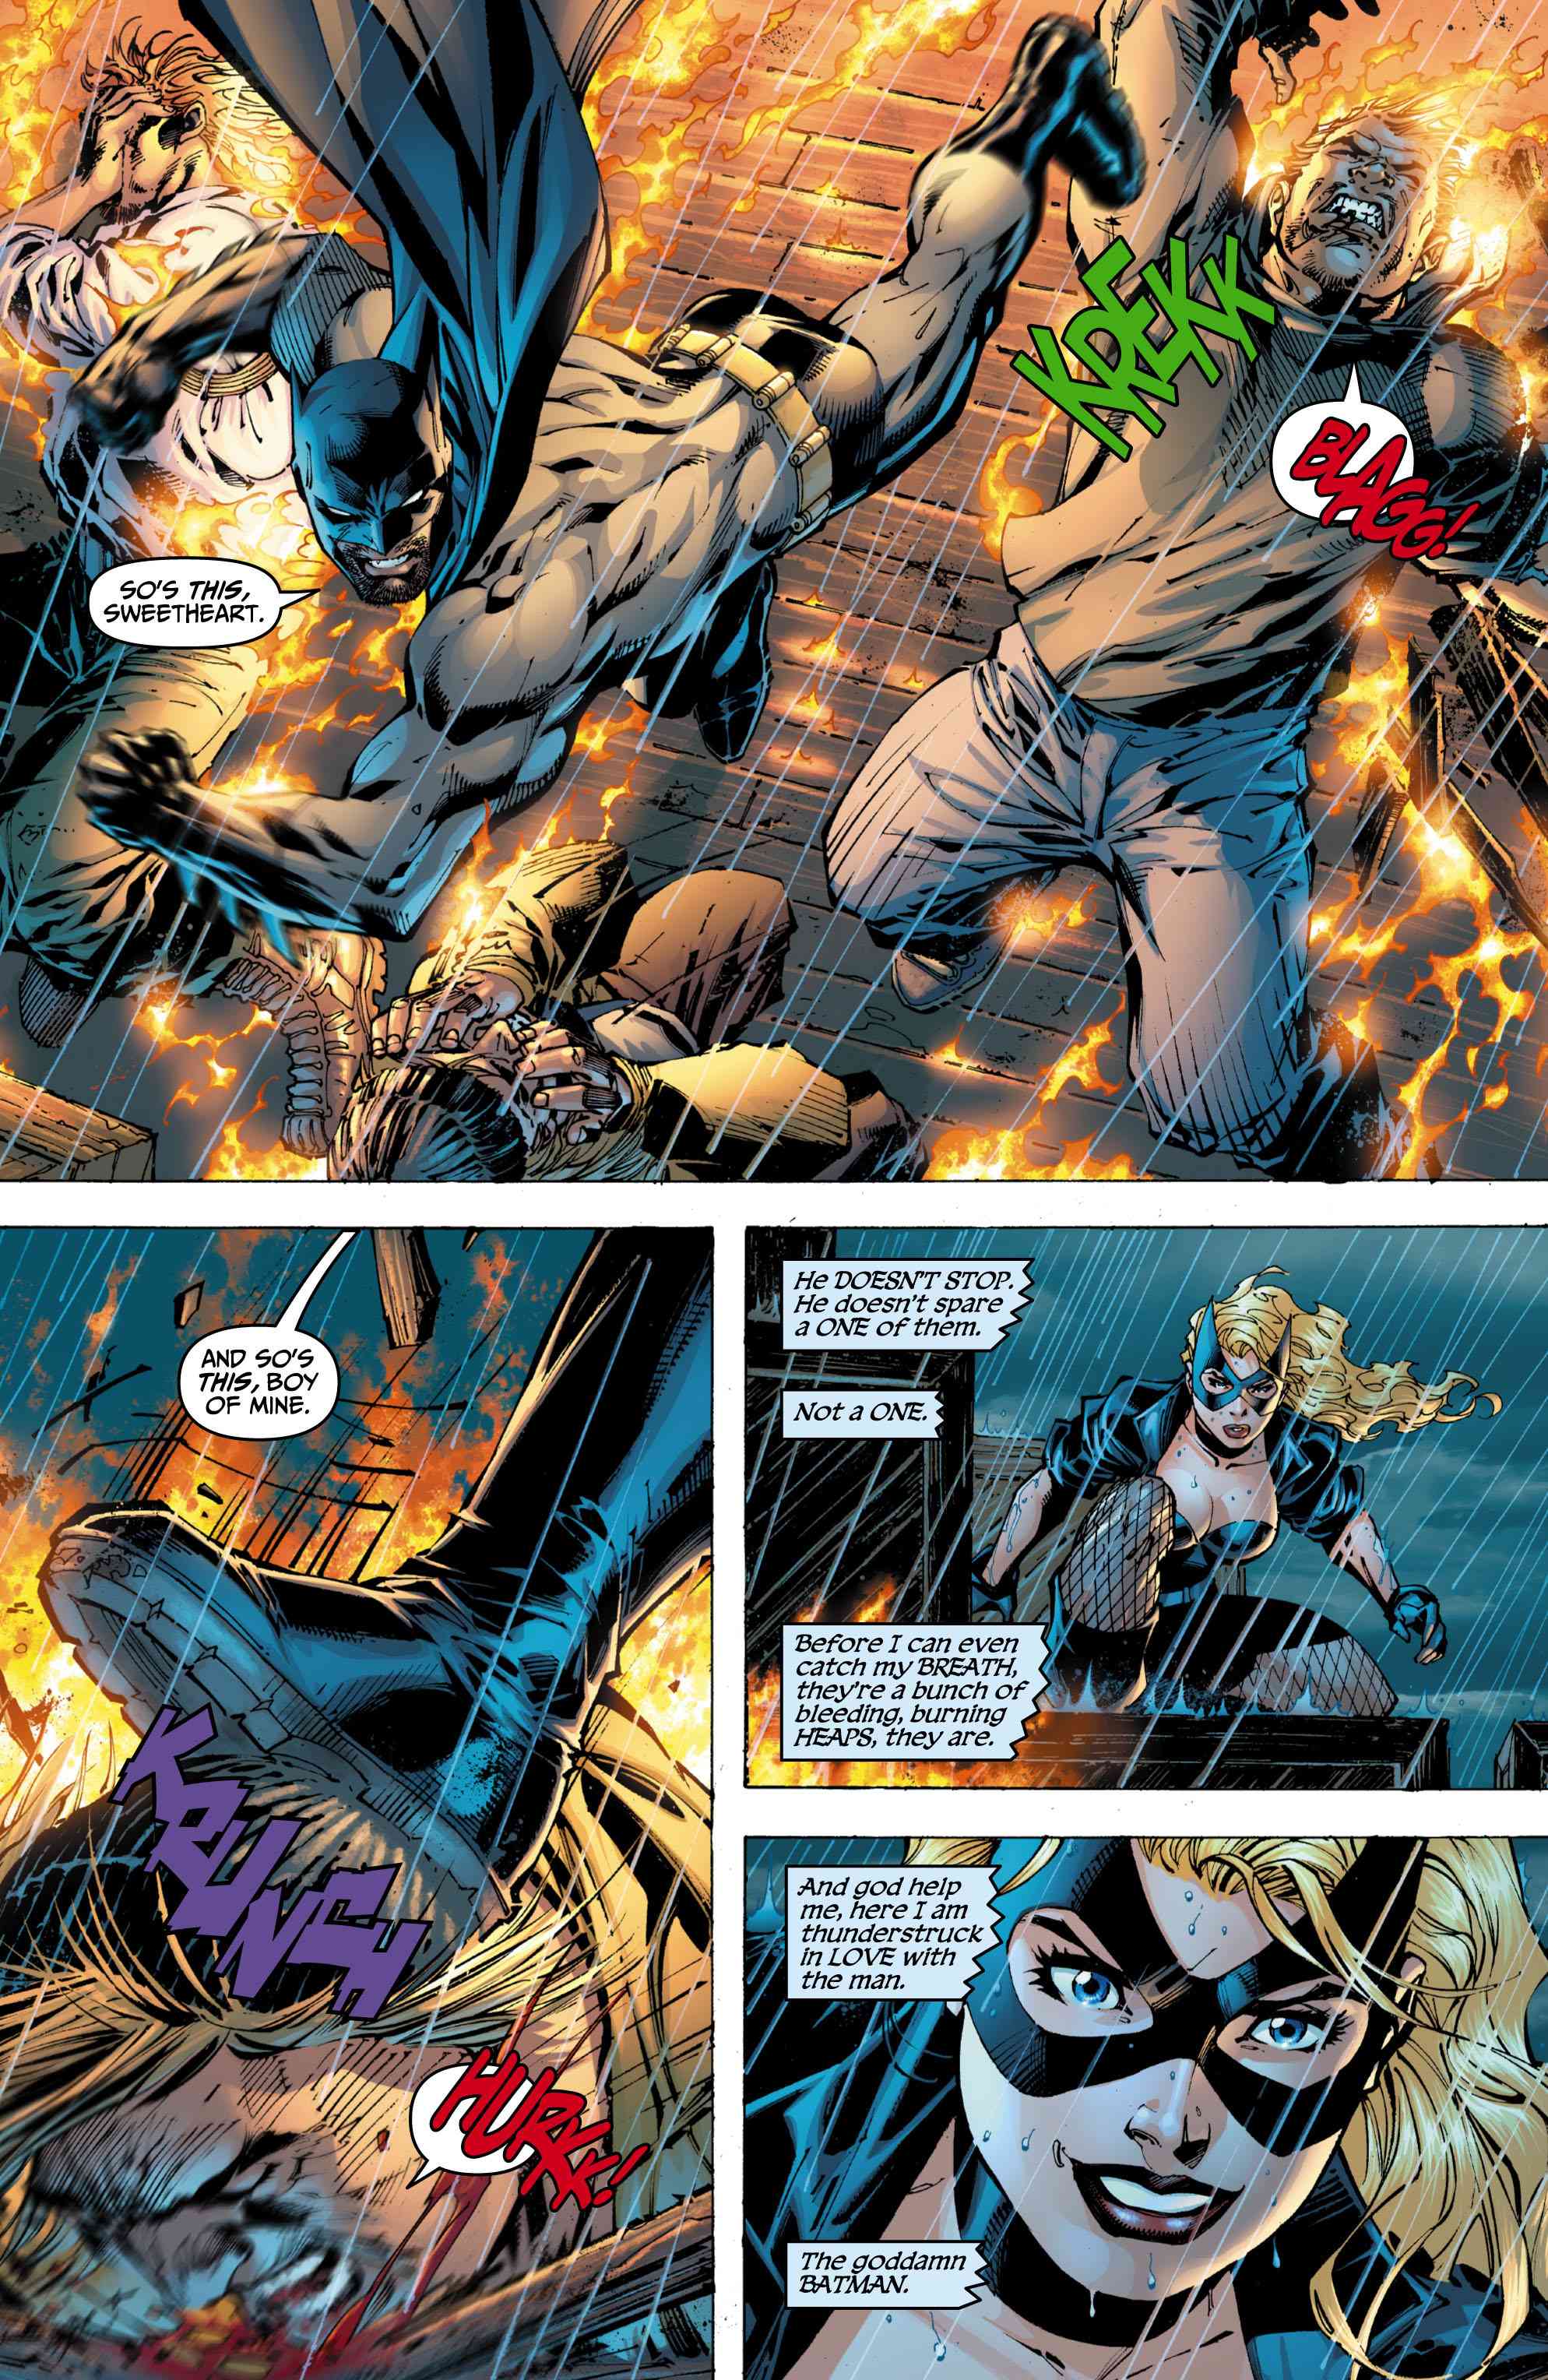 KREKK
BLAGG!
SO'S THIS,
SWEETHEART.
AND SO'S
THIS, BOY
OF MINE.
KRUNCH
HURKK!
He DOESN'T STOP.
He doesn't spare
a ONE of them.
Not a ONE.
Before I can even
catch my BREATH,
they're a bunch of
bleeding, burning
HEAPS, they are.
And god help
me, here I am
thunderstruck
in LOVE with
the man.
The goddamn
BATMAN.